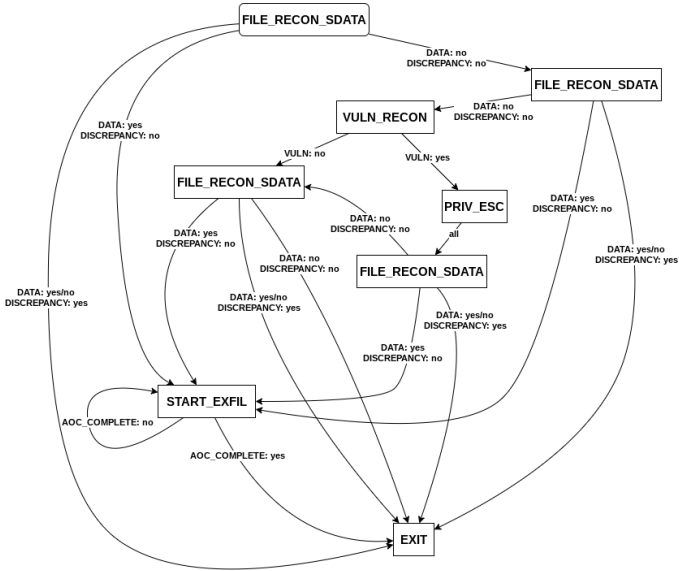 FILE_RECON_SDATA
DATA: no
DISCREPANCY: no
FILE_RECON_SDATA
DATA: no
DISCREPANCY: no
VULN_RECON
DATA: yes
DISCREPANCY: no
VULN: no
VULN: yes
FILE_RECON_SDATA
PRIV_ESC
DATA: yes
DISCREPANCY: no
DATA: no
DISCREPANCY: no
all
DATA: yes
DISCREPANCY: no
DATA: no
DISCREPANCY: no
FILE_RECON_SDATA
DATA: yes/no
DISCREPANCY: yes
DATA: yes/no
DISCREPANCY: yes
DATA: yes/no
DISCREPANCY: yes
DATA: yes/no
DISCREPANCY: yes
DATA: yes
DISCREPANCY: no
START_EXFIL
AOC_COMPLETE: no
AOC_COMPLETE: yes
EXIT